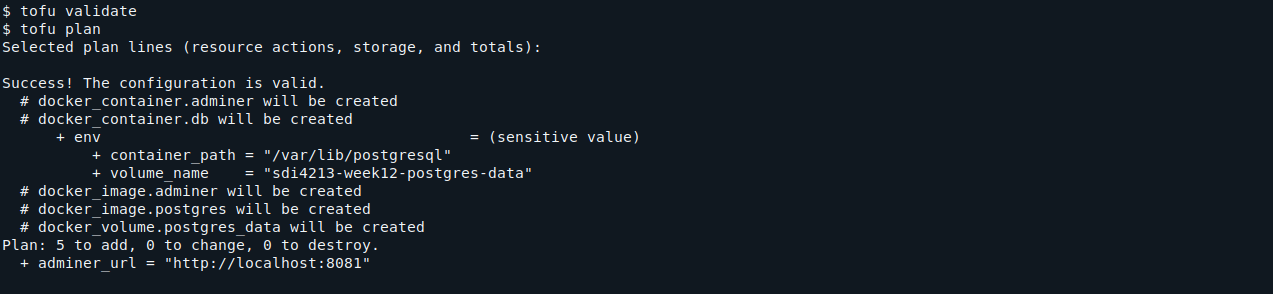 $ tofu validate
$ tofu plan
Selected plan lines (resource actions, storage, and totals):

Success! The configuration is valid.
  # docker_container.adminer will be created
  # docker_container.db will be created
      + env                                         = (sensitive value)
          + container_path = "/var/lib/postgresql"
          + volume_name    = "sdi4213-week12-postgres-data"
  # docker_image.adminer will be created
  # docker_image.postgres will be created
  # docker_volume.postgres_data will be created
Plan: 5 to add, 0 to change, 0 to destroy.
  + adminer_url = "http://localhost:8081"